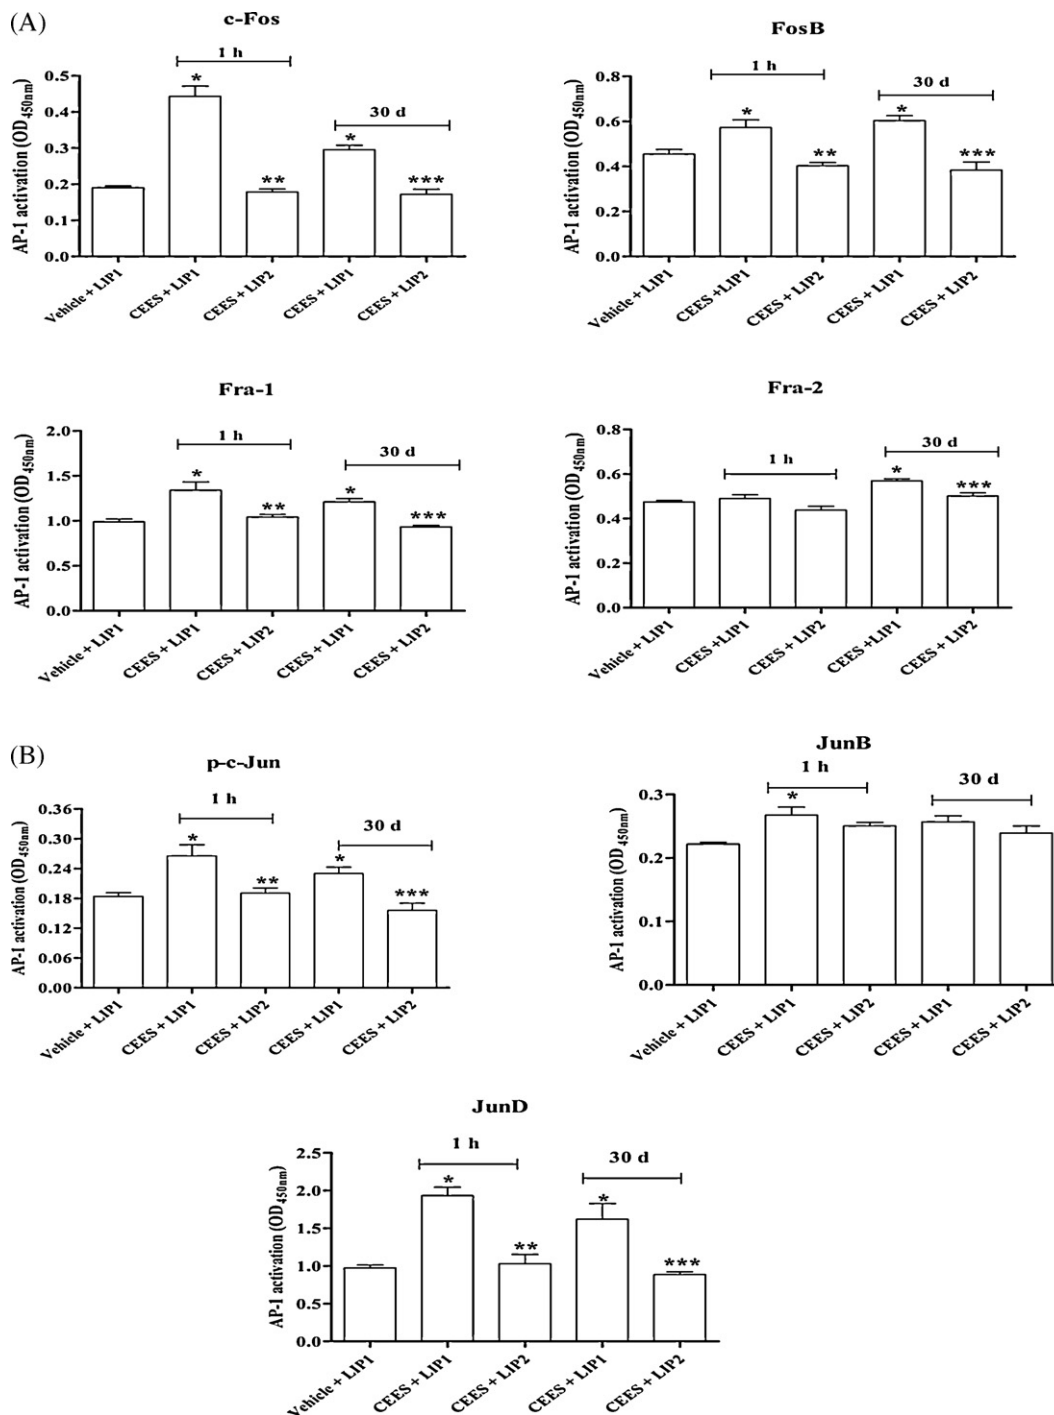 (A)
c-Fos
1 h
30 d
AP-1 activation (OD450nm)
0.5
0.4
0.3
0.2
0.1
0.0
*
**
*
***
Vehicle + LIP1
CEES + LIP1
CEES + LIP2
CEES + LIP1
CEES + LIP2
FosB
1 h
30 d
AP-1 activation (OD450nm)
0.8
0.6
0.4
0.2
0.0
*
**
*
***
Vehicle + LIP1
CEES +LIP1
CEES + LIP2
CEES + LIP1
CEES + LIP2
Fra-1
1 h
30 d
AP-1 activation (OD450nm)
2.0
1.5
1.0
0.5
0.0
*
**
*
***
Vehicle + LIP1
CEES + LIP1
CEES + LIP2
CEES + LIP1
CEES + LIP2
Fra-2
1 h
30 d
AP-1 activation (OD450nm)
0.8
0.6
0.4
0.2
0.0
*
***
Vehicle + LIP1
CEES +LIP1
CEES + LIP2
CEES +LIP1
CEES + LIP2
(B)
p-c-Jun
1 h
30 d
AP-1 activation (OD450nm)
0.36
0.30
0.24
0.18
0.12
0.06
0.00
*
**
*
***
Vehicle + LIP1
CEES + LIP1
CEES + LIP2
CEES + LIP1
CEES + LIP2
JunB
1 h
30 d
AP-1 activation (OD450nm)
0.3
0.2
0.1
0.0
*
Vehicle + LIP1
CEES + LIP1
CEES + LIP2
CEES + LIP1
CEES + LIP2
JunD
1 h
30 d
AP-1 activation (OD450nm)
2.5
2.0
1.5
1.0
0.5
0.0
*
**
*
***
Vehicle + LIP1
CEES + LIP1
CEES + LIP2
CEES + LIP1
CEES + LIP2